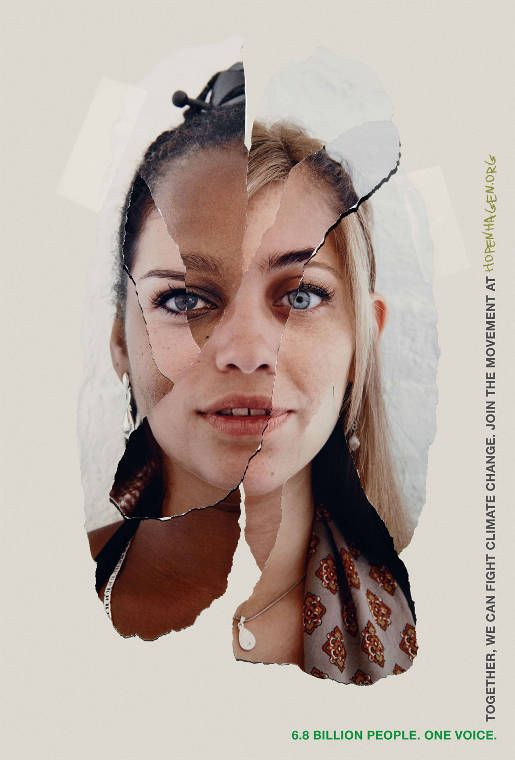 TOGETHER, WE CAN FIGHT CLIMATE CHANGE. JOIN THE MOVEMENT AT HOPENHAGEN.ORG
6.8 BILLION PEOPLE. ONE VOICE.